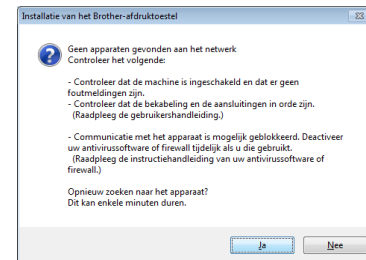 Installatie van het Brother-afdruktoestel
Geen apparaten gevonden aan het netwerk
Controleer het volgende:
- Controleer dat de machine is ingeschakeld en dat er geen
foutmeldingen zijn.
- Controleer dat de bekabeling en de aansluitingen in orde zijn.
(Raadpleeg de gebruikershandleiding.)
- Communicatie met het apparaat is mogelijk geblokkeerd. Deactiveer
uw antivirussoftware of firewall tijdelijk als u die gebruikt.
(Raadpleeg de instructiehandleiding van uw antivirussoftware of
firewall.)
Opnieuw zoeken naar het apparaat?
Dit kan enkele minuten duren.
Ja
Nee